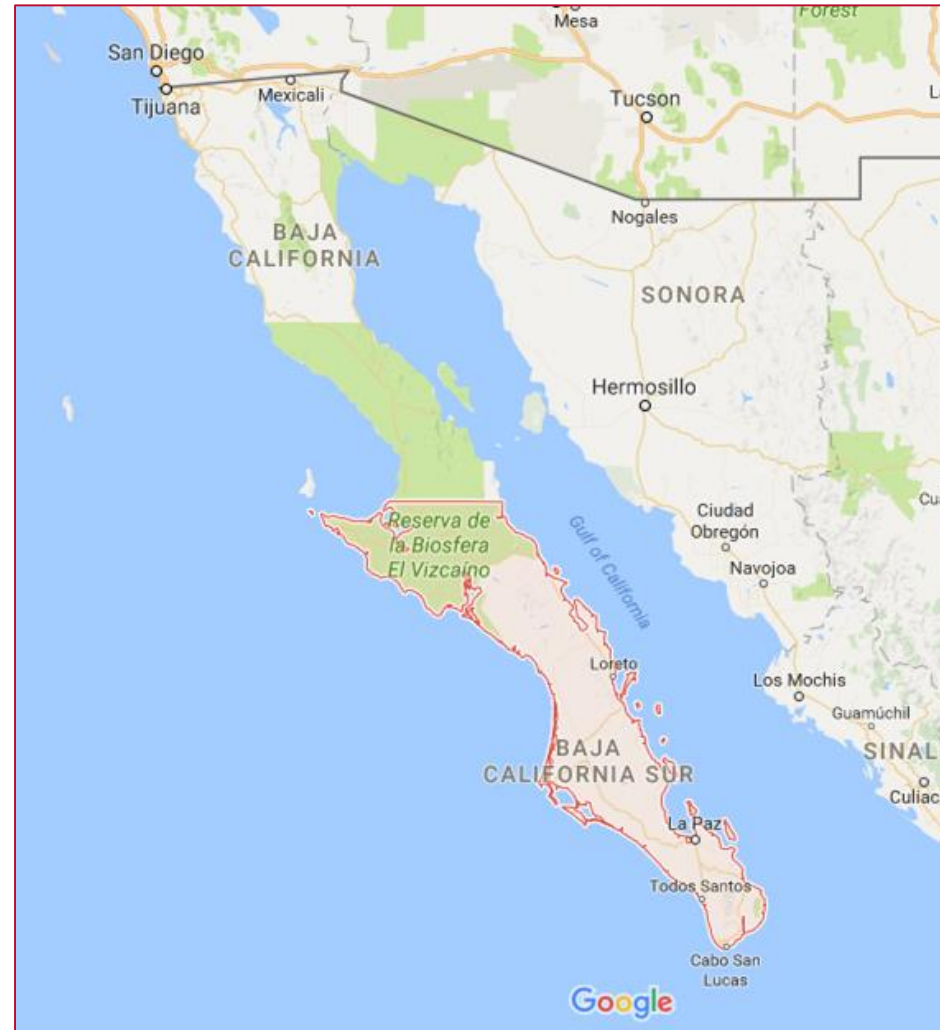 Forest
Mesa
San Diego
Tijuana
Mexicali
Tucson
Nogales
BAJA
CALIFORNIA
SONORA
Hermosillo
Reserva de
la Biosfera
El Vizcaíno
Gulf of California
Ciudad
Obregón
Navojoa
Loreto
Los Mochis
Guamúchil
SINAL
Culiac
BAJA
CALIFORNIA SUR
La Paz
Todos Santos
Cabo San
Lucas
Google